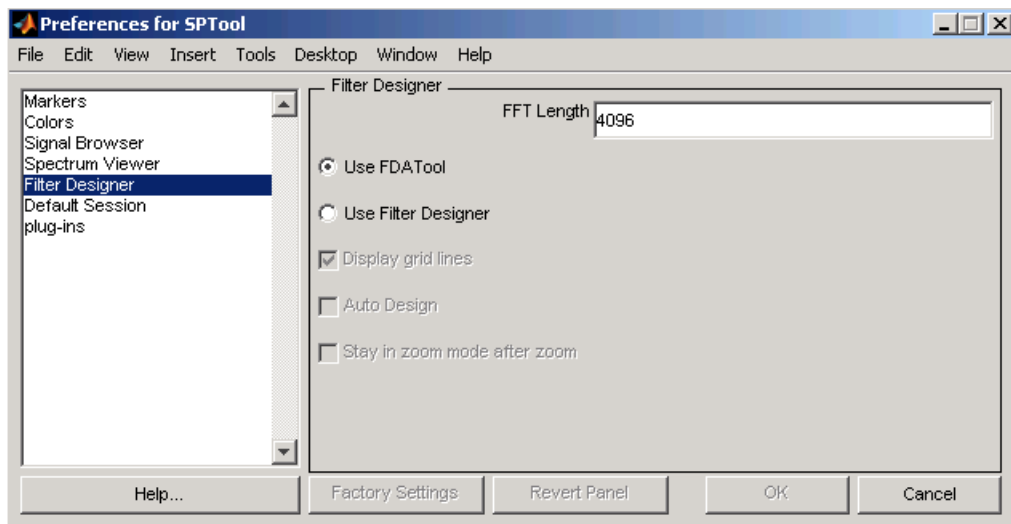 Preferences for SPTool
File Edit View Insert Tools Desktop Window Help
Markers
Colors
Signal Browser
Spectrum Viewer
Filter Designer
Default Session
plug-ins
Filter Designer
FFT Length 4096
Use FDATool
Use Filter Designer
Display grid lines
Auto Design
Stay in zoom mode after zoom
Help... Factory Settings Revert Panel OK Cancel